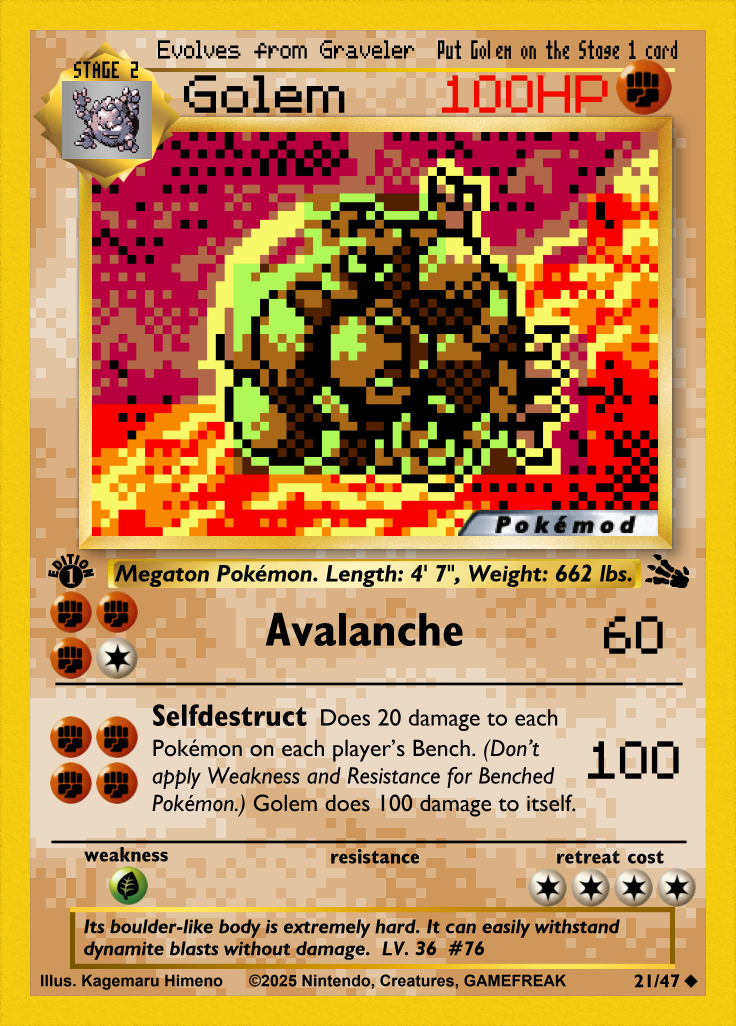 Evolves from Graveler Put Golem on the Stage 1 card
STAGE 2
Golem 100HP
Pokémod
EDITION
1
Megaton Pokémon. Length: 4' 7", Weight: 662 lbs.
Avalanche 60
Selfdestruct Does 20 damage to each
Pokémon on each player's Bench. (Don't
apply Weakness and Resistance for Benched
Pokémon.) Golem does 100 damage to itself.
100
weakness resistance retreat cost
Its boulder-like body is extremely hard. It can easily withstand
dynamite blasts without damage. LV. 36 #76
Illus. Kagemaru Himeno ©2025 Nintendo, Creatures, GAMEFREAK 21/47